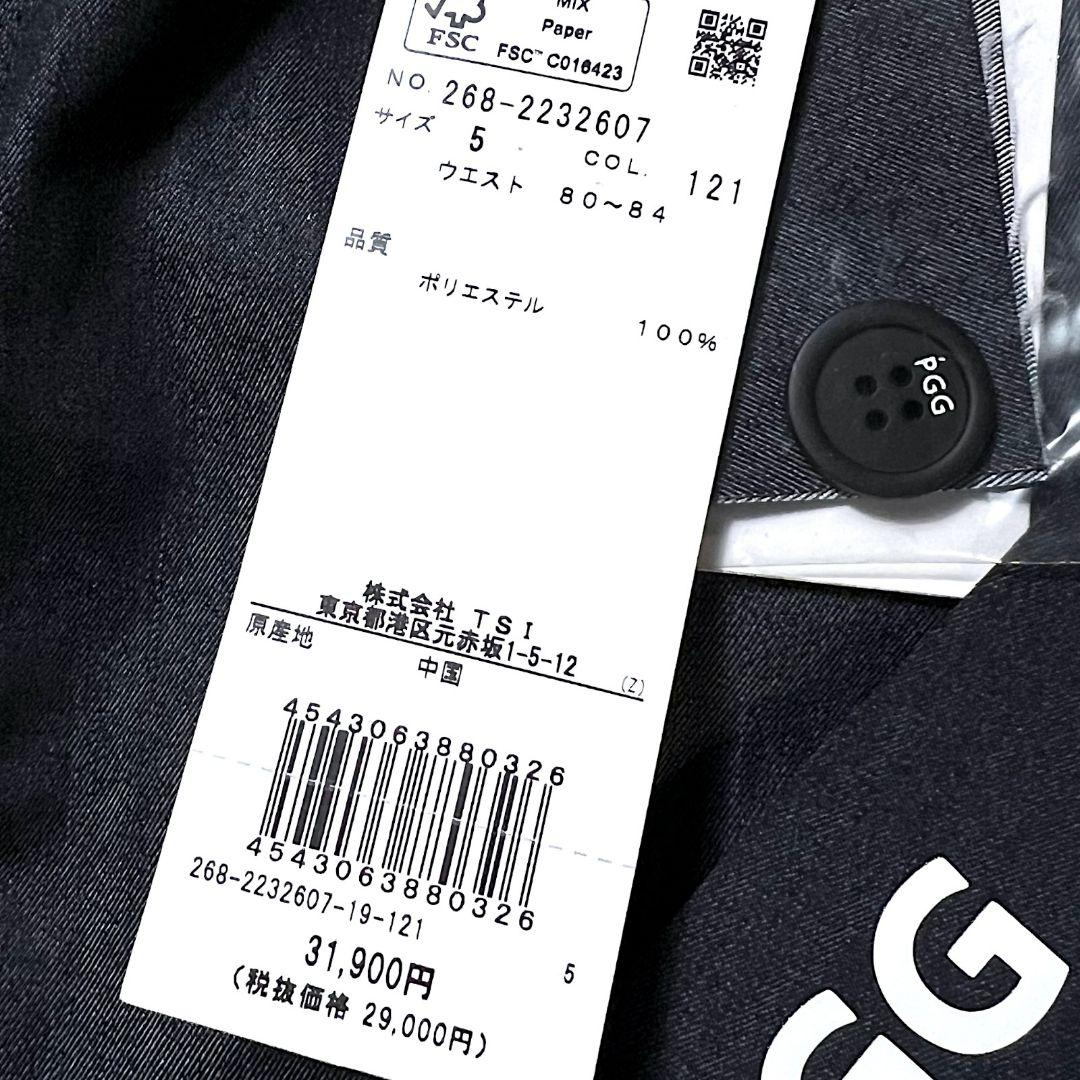 MIX
Paper
FSC
FSC™ C016423
NO. 268-2232607
サイズ 5 COL. 121
ウエスト 80〜84
品質
ポリエステル 100%
株式会社 TSI
東京都港区元赤坂1-5-12
原産地 中国 (Z)
4543063880326
4543063880326
268-2232607-19-121
31,900円 5
(税抜価格 29,000円)
PGG
GG